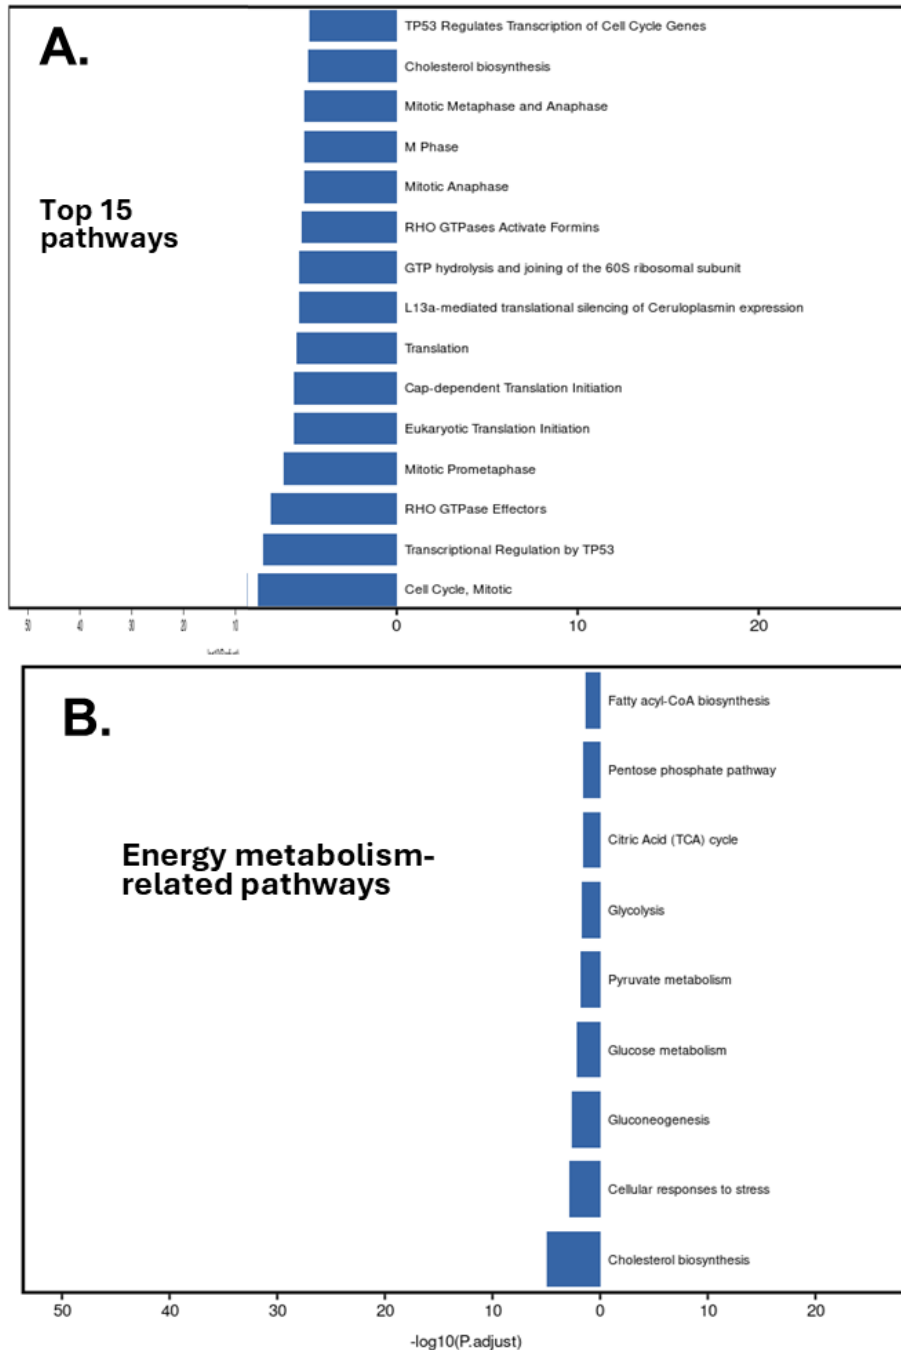 A.
TP53 Regulates Transcription of Cell Cycle Genes
Cholesterol biosynthesis
Mitotic Metaphase and Anaphase
M Phase
Mitotic Anaphase
Top 15
pathways
RHO GTPases Activate Formins
GTP hydrolysis and joining of the 60S ribosomal subunit
L13a-mediated translational silencing of Ceruloplasmin expression
Translation
Cap-dependent Translation Initiation
Eukaryotic Translation Initiation
Mitotic Prometaphase
RHO GTPase Effectors
Transcriptional Regulation by TP53
Cell Cycle, Mitotic
50 40 30 20 10 0 10 20
B.
Fatty acyl-CoA biosynthesis
Pentose phosphate pathway
Citric Acid (TCA) cycle
Energy metabolism-
related pathways
Glycolysis
Pyruvate metabolism
Glucose metabolism
Gluconeogenesis
Cellular responses to stress
Cholesterol biosynthesis
50 40 30 20 10 0 10 20
-log10(P.adjust)